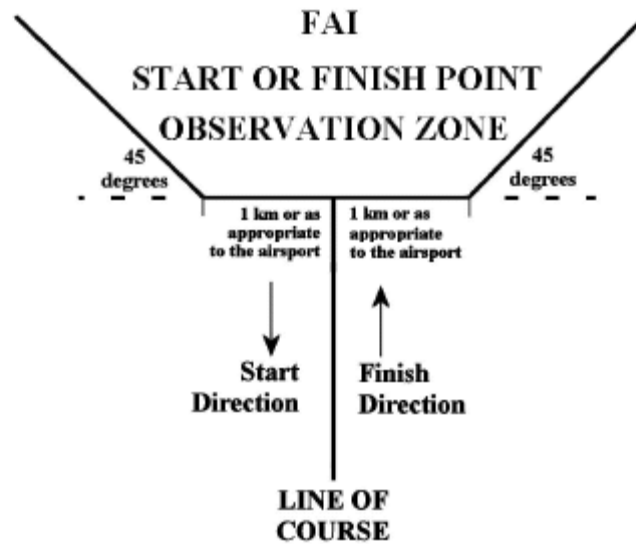 FAI
START OR FINISH POINT
OBSERVATION ZONE
45
degrees
45
degrees
1 km or as
appropriate
to the airsport
1 km or as
appropriate
to the airsport
Start
Direction
Finish
Direction
LINE OF
COURSE